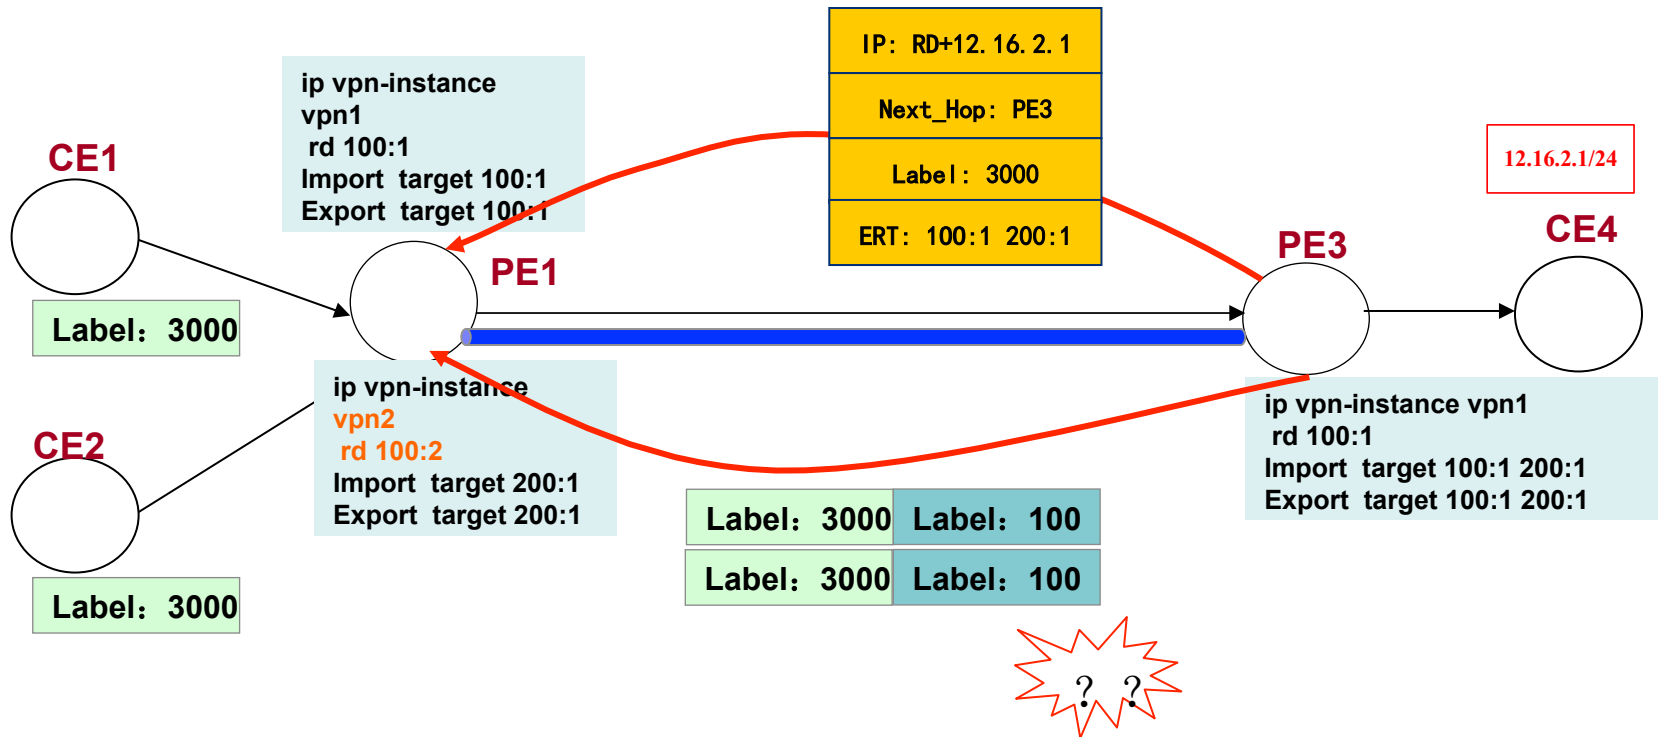 IP: RD+12.16.2.1
Next_Hop: PE3
Label: 3000
ERT: 100:1 200:1
ip vpn-instance
vpn1
rd 100:1
Import target 100:1
Export target 100:1
CE1
12.16.2.1/24
CE4
PE3
PE1
Label：3000
ip vpn-instance
vpn2
rd 100:2
Import target 200:1
Export target 200:1
ip vpn-instance vpn1
rd 100:1
Import target 100:1 200:1
Export target 100:1 200:1
CE2
Label：3000 Label：100
Label：3000 Label：100
Label：3000
？ ？